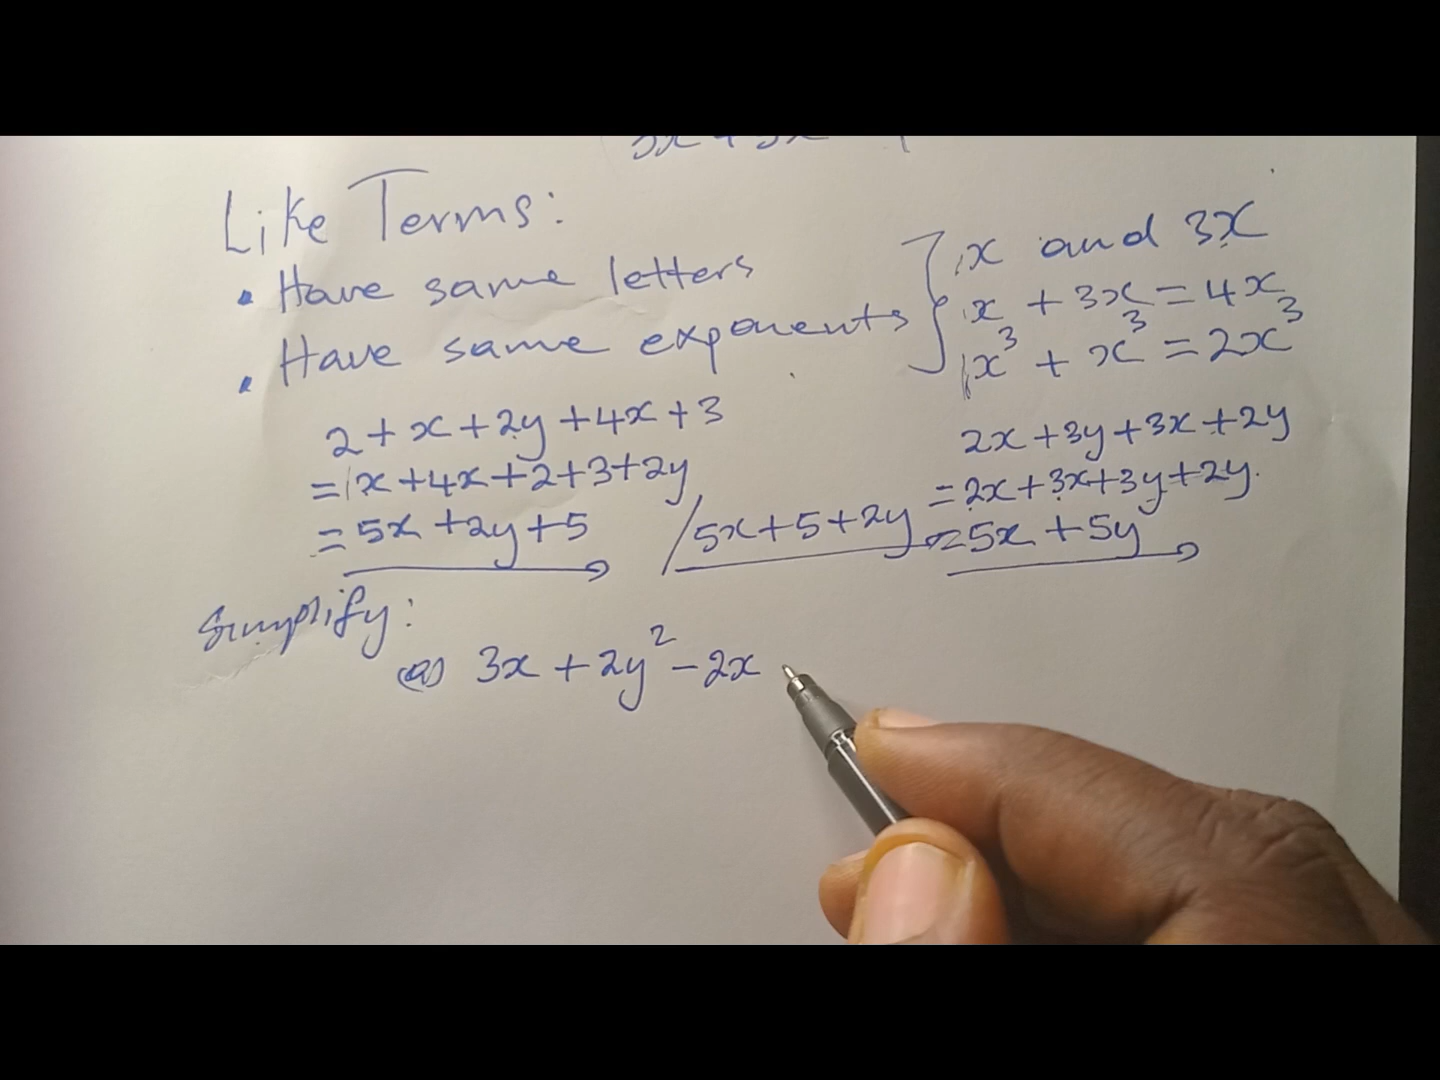 Like Terms:
• Have same letters
• Have same exponents
x and 3x
x + 3x = 4x
1x³ + x³ = 2x³
2 + x + 2y + 4x + 3
= 1x + 4x + 2 + 3 + 2y
= 5x + 2y + 5 / 5x + 5 + 2y
2x + 3y + 3x + 2y
= 2x + 3x + 3y + 2y.
= 5x + 5y
Simplify:
(a) 3x + 2y² - 2x